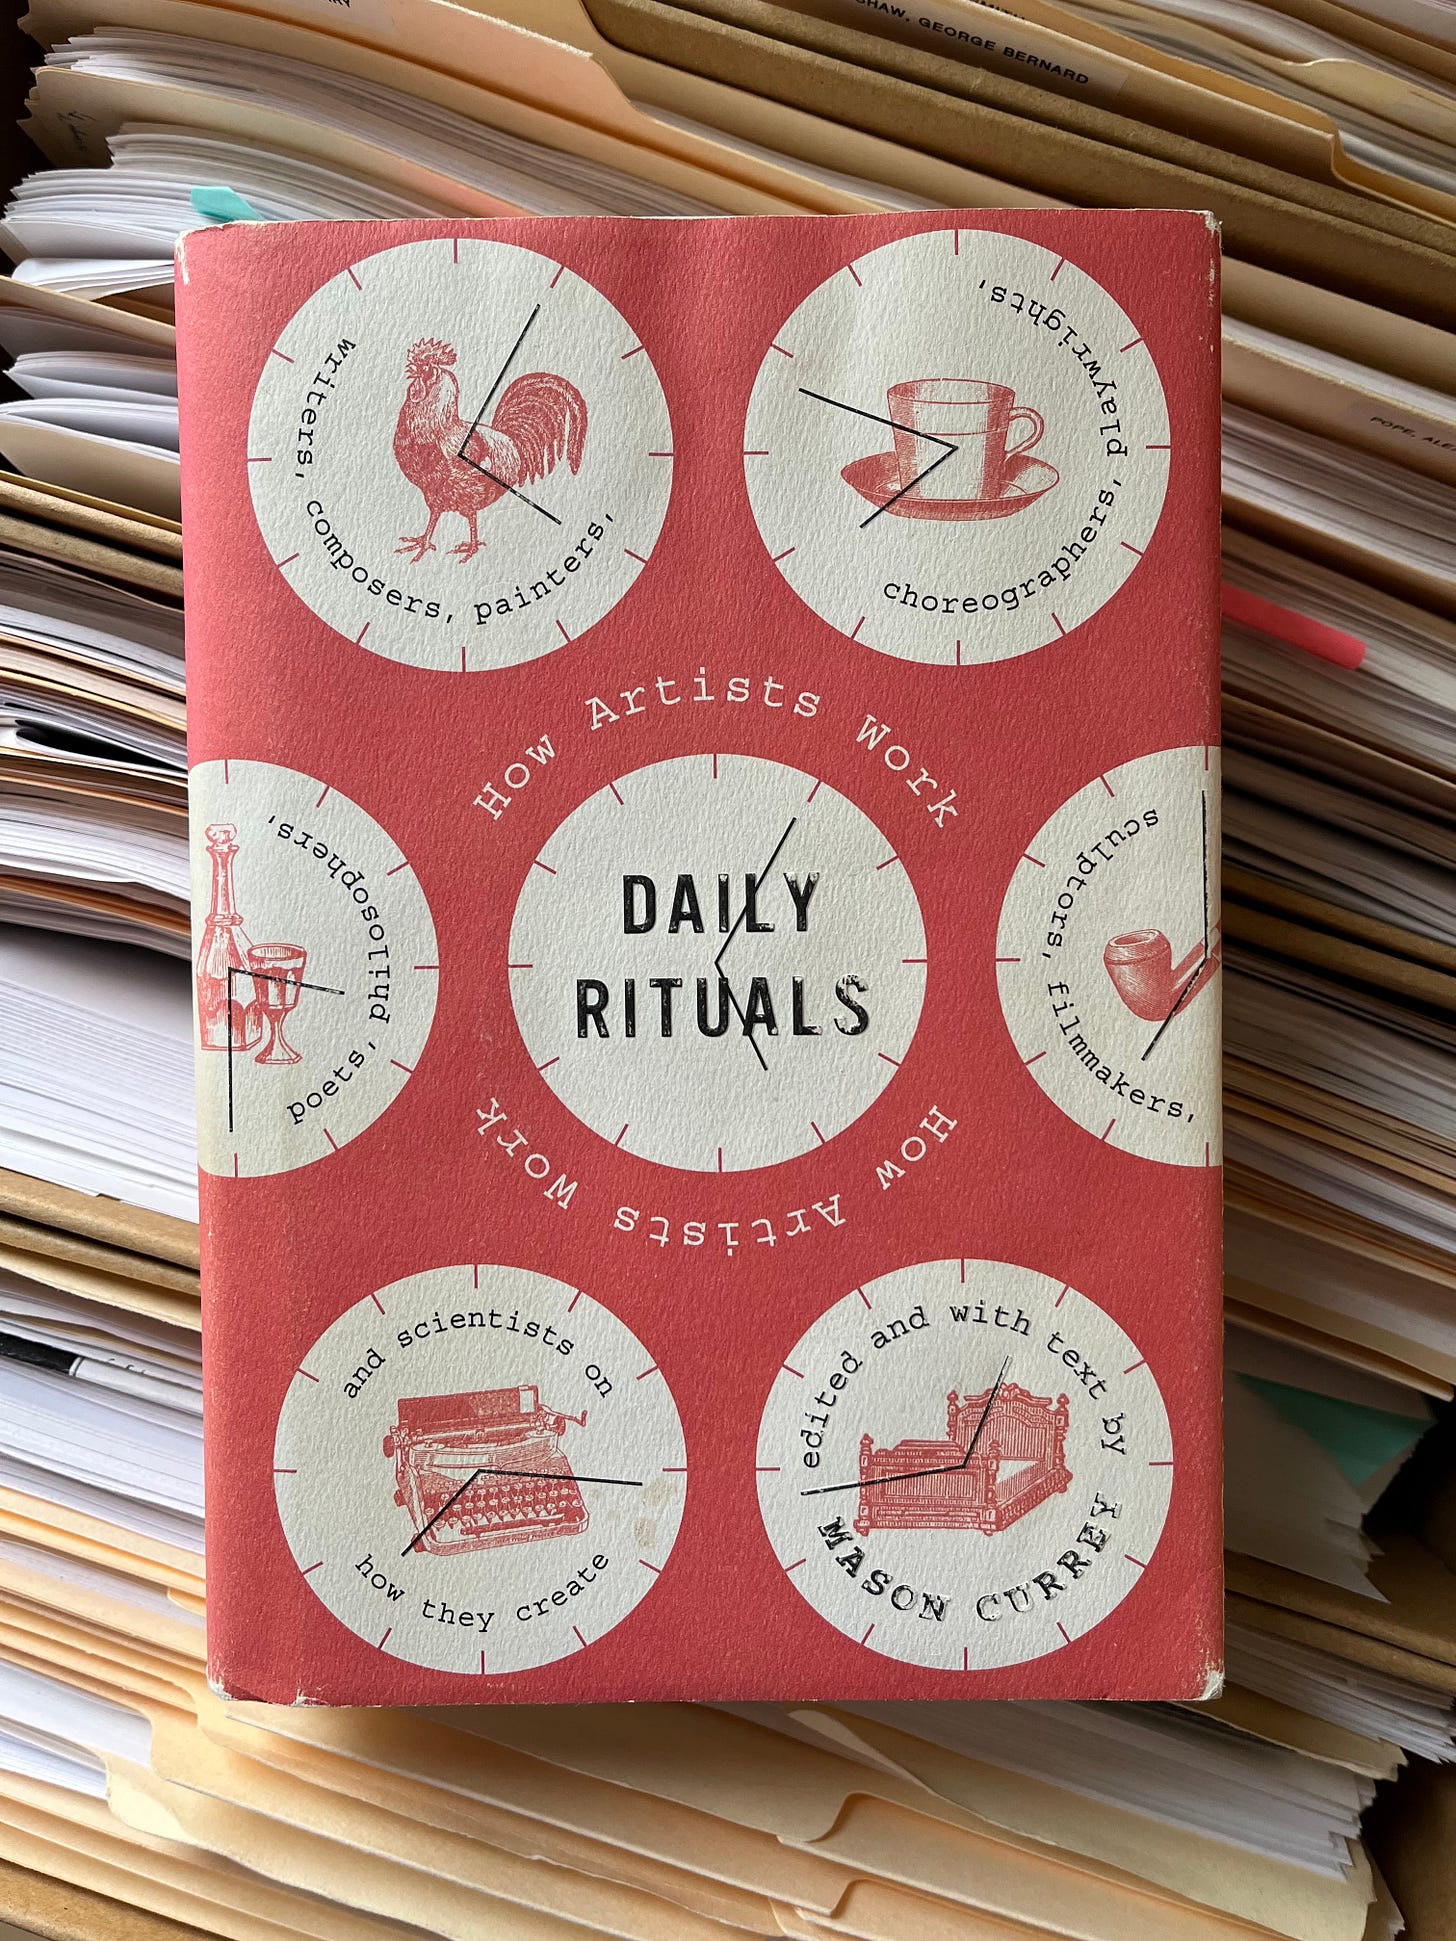 SHAW, GEORGE BERNARD
writers, composers, painters,
choreographers, playwrights,
How Artists Work
poets, philosophers,
DAILY
RITUALS
sculptors, filmmakers,
How Artists Work
and scientists on
how they create
edited and with text by
MASON CURREY